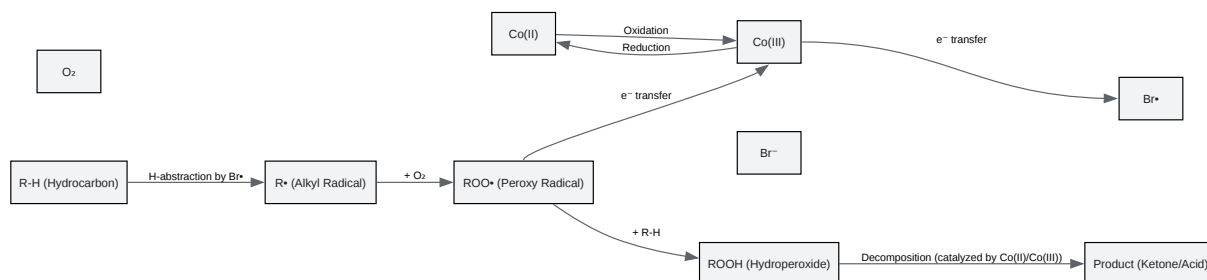 Co(II)
Oxidation
Reduction
Co(III)
e⁻ transfer
O₂
Br•
e⁻ transfer
Br⁻
R-H (Hydrocarbon)
H-abstraction by Br•
R• (Alkyl Radical)
+ O₂
ROO• (Peroxy Radical)
+ R-H
ROOH (Hydroperoxide)
Decomposition (catalyzed by Co(II)/Co(III))
Product (Ketone/Acid)